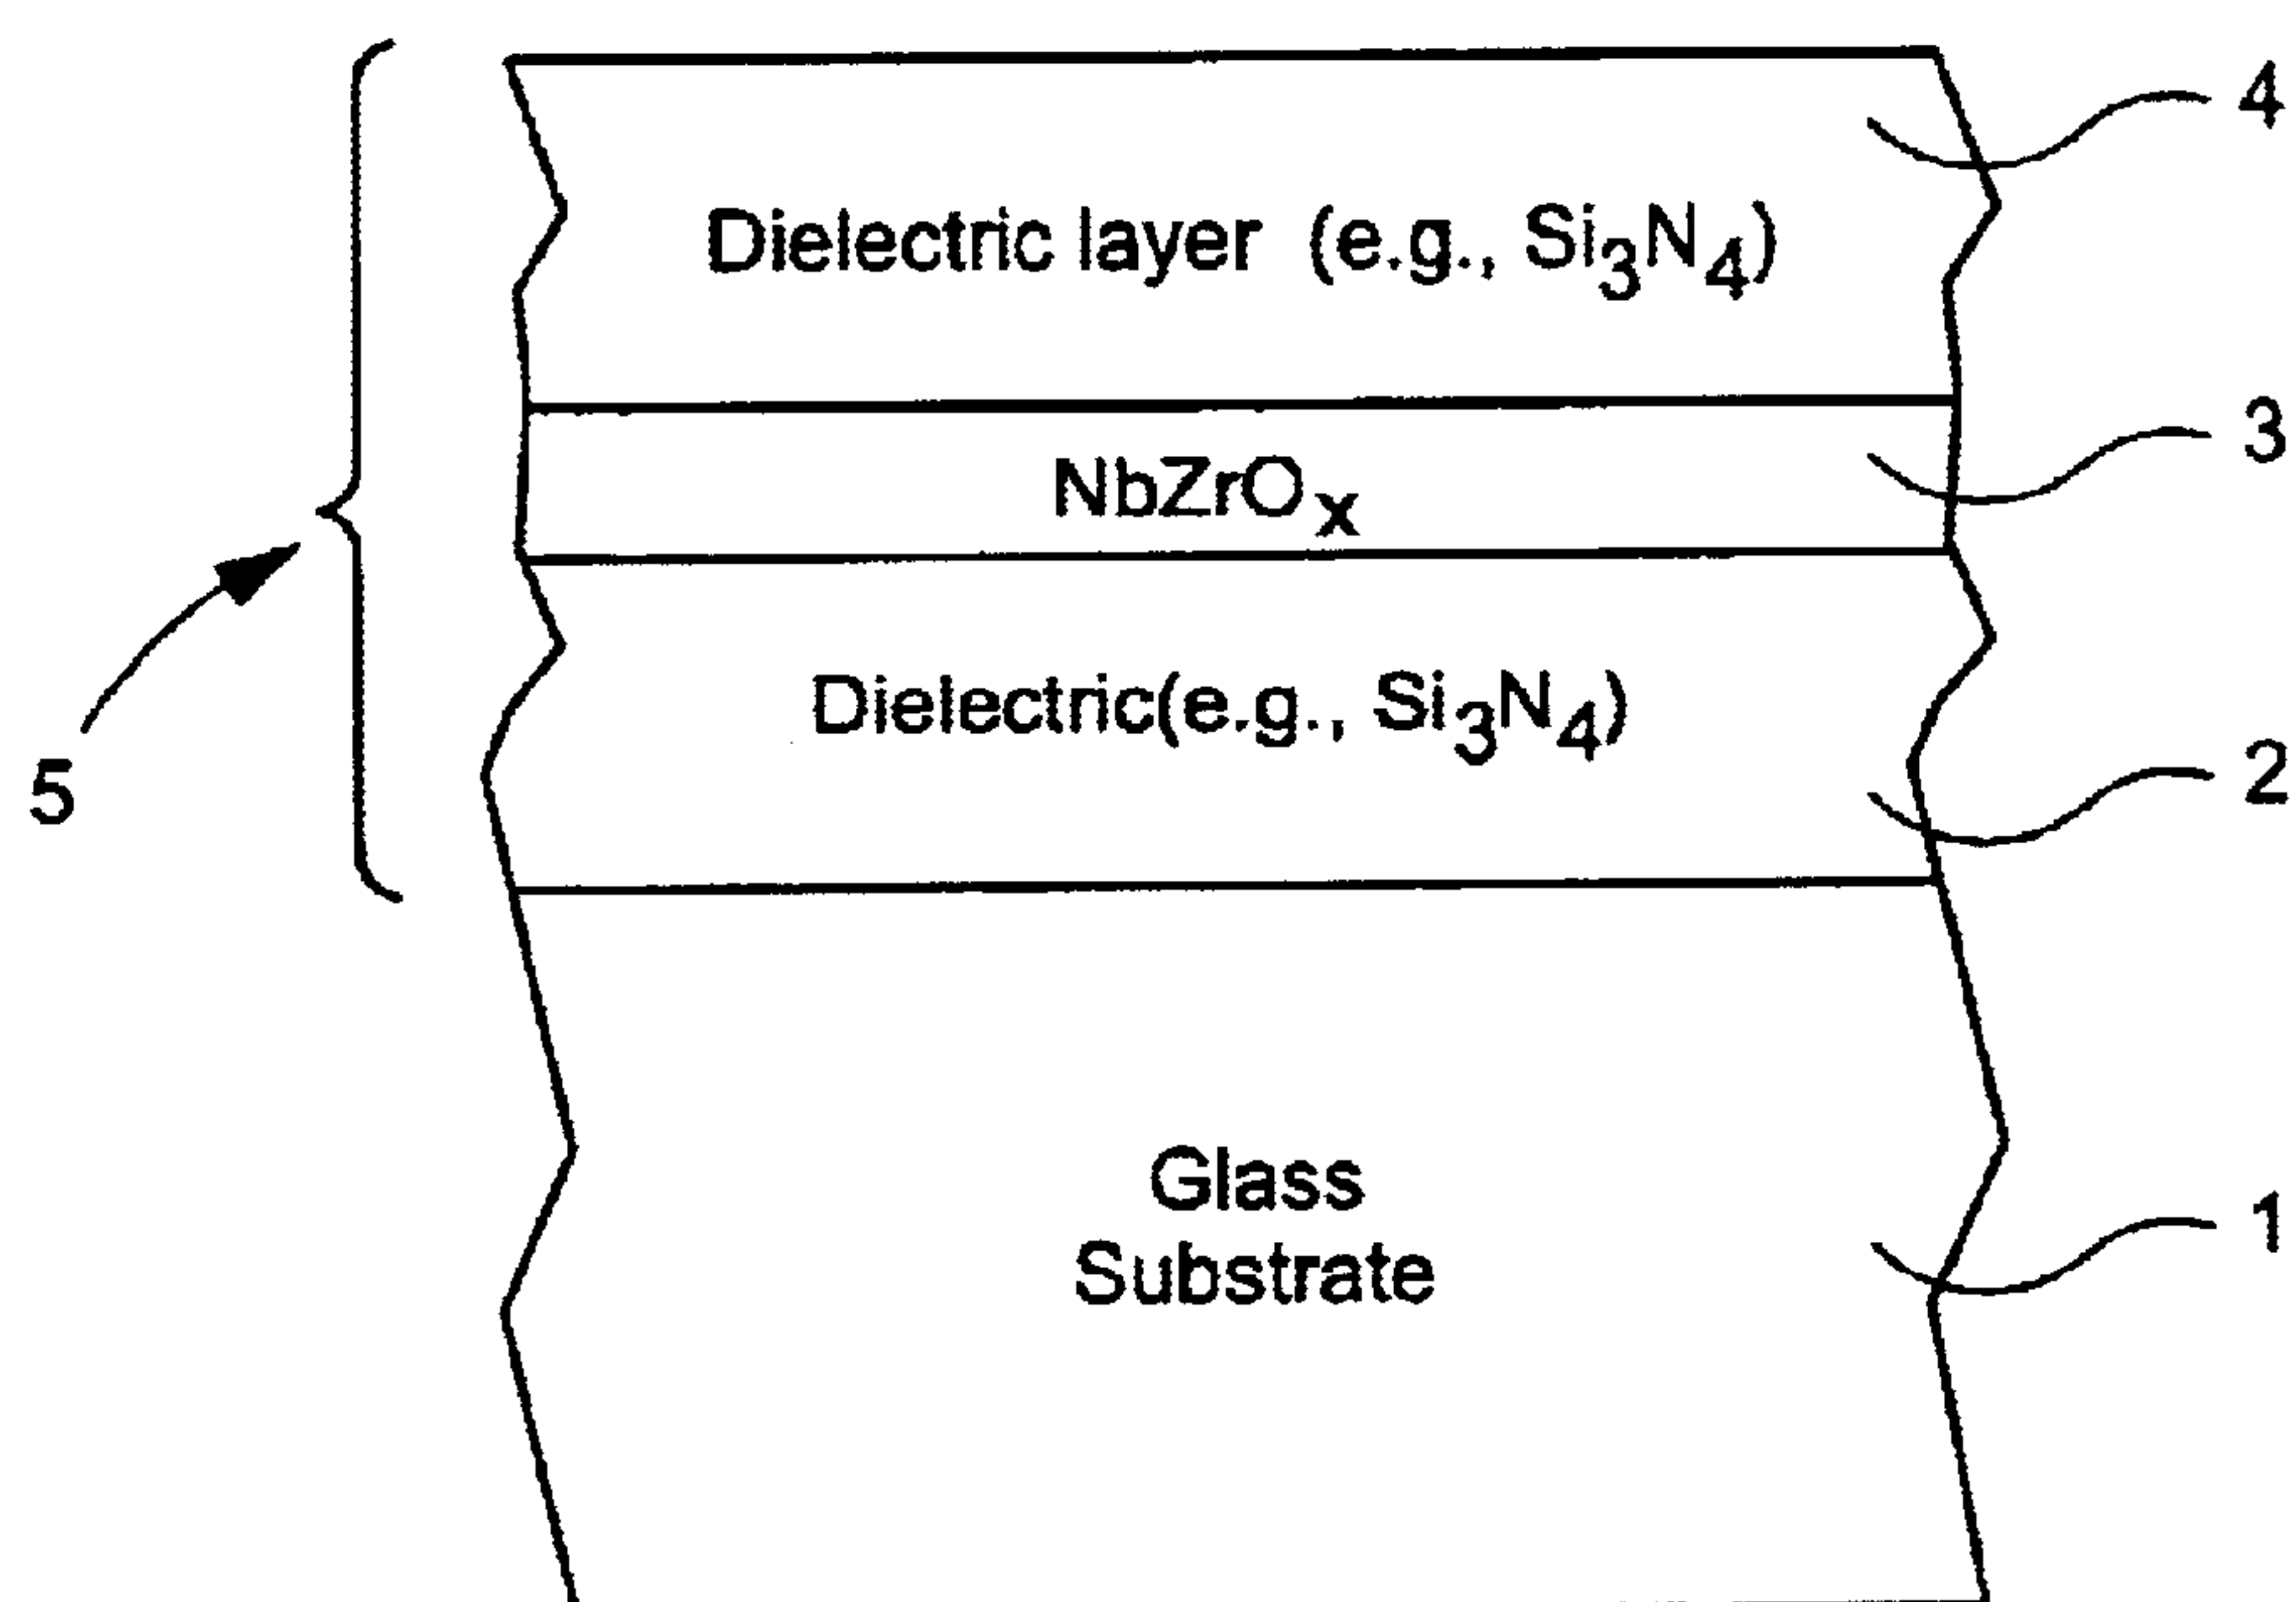 4
Dielectric layer (e.g., Si₃N₄)
3
NbZrOₓ
Dielectric(e.g., Si₃N₄)
2
5
Glass
1
Substrate